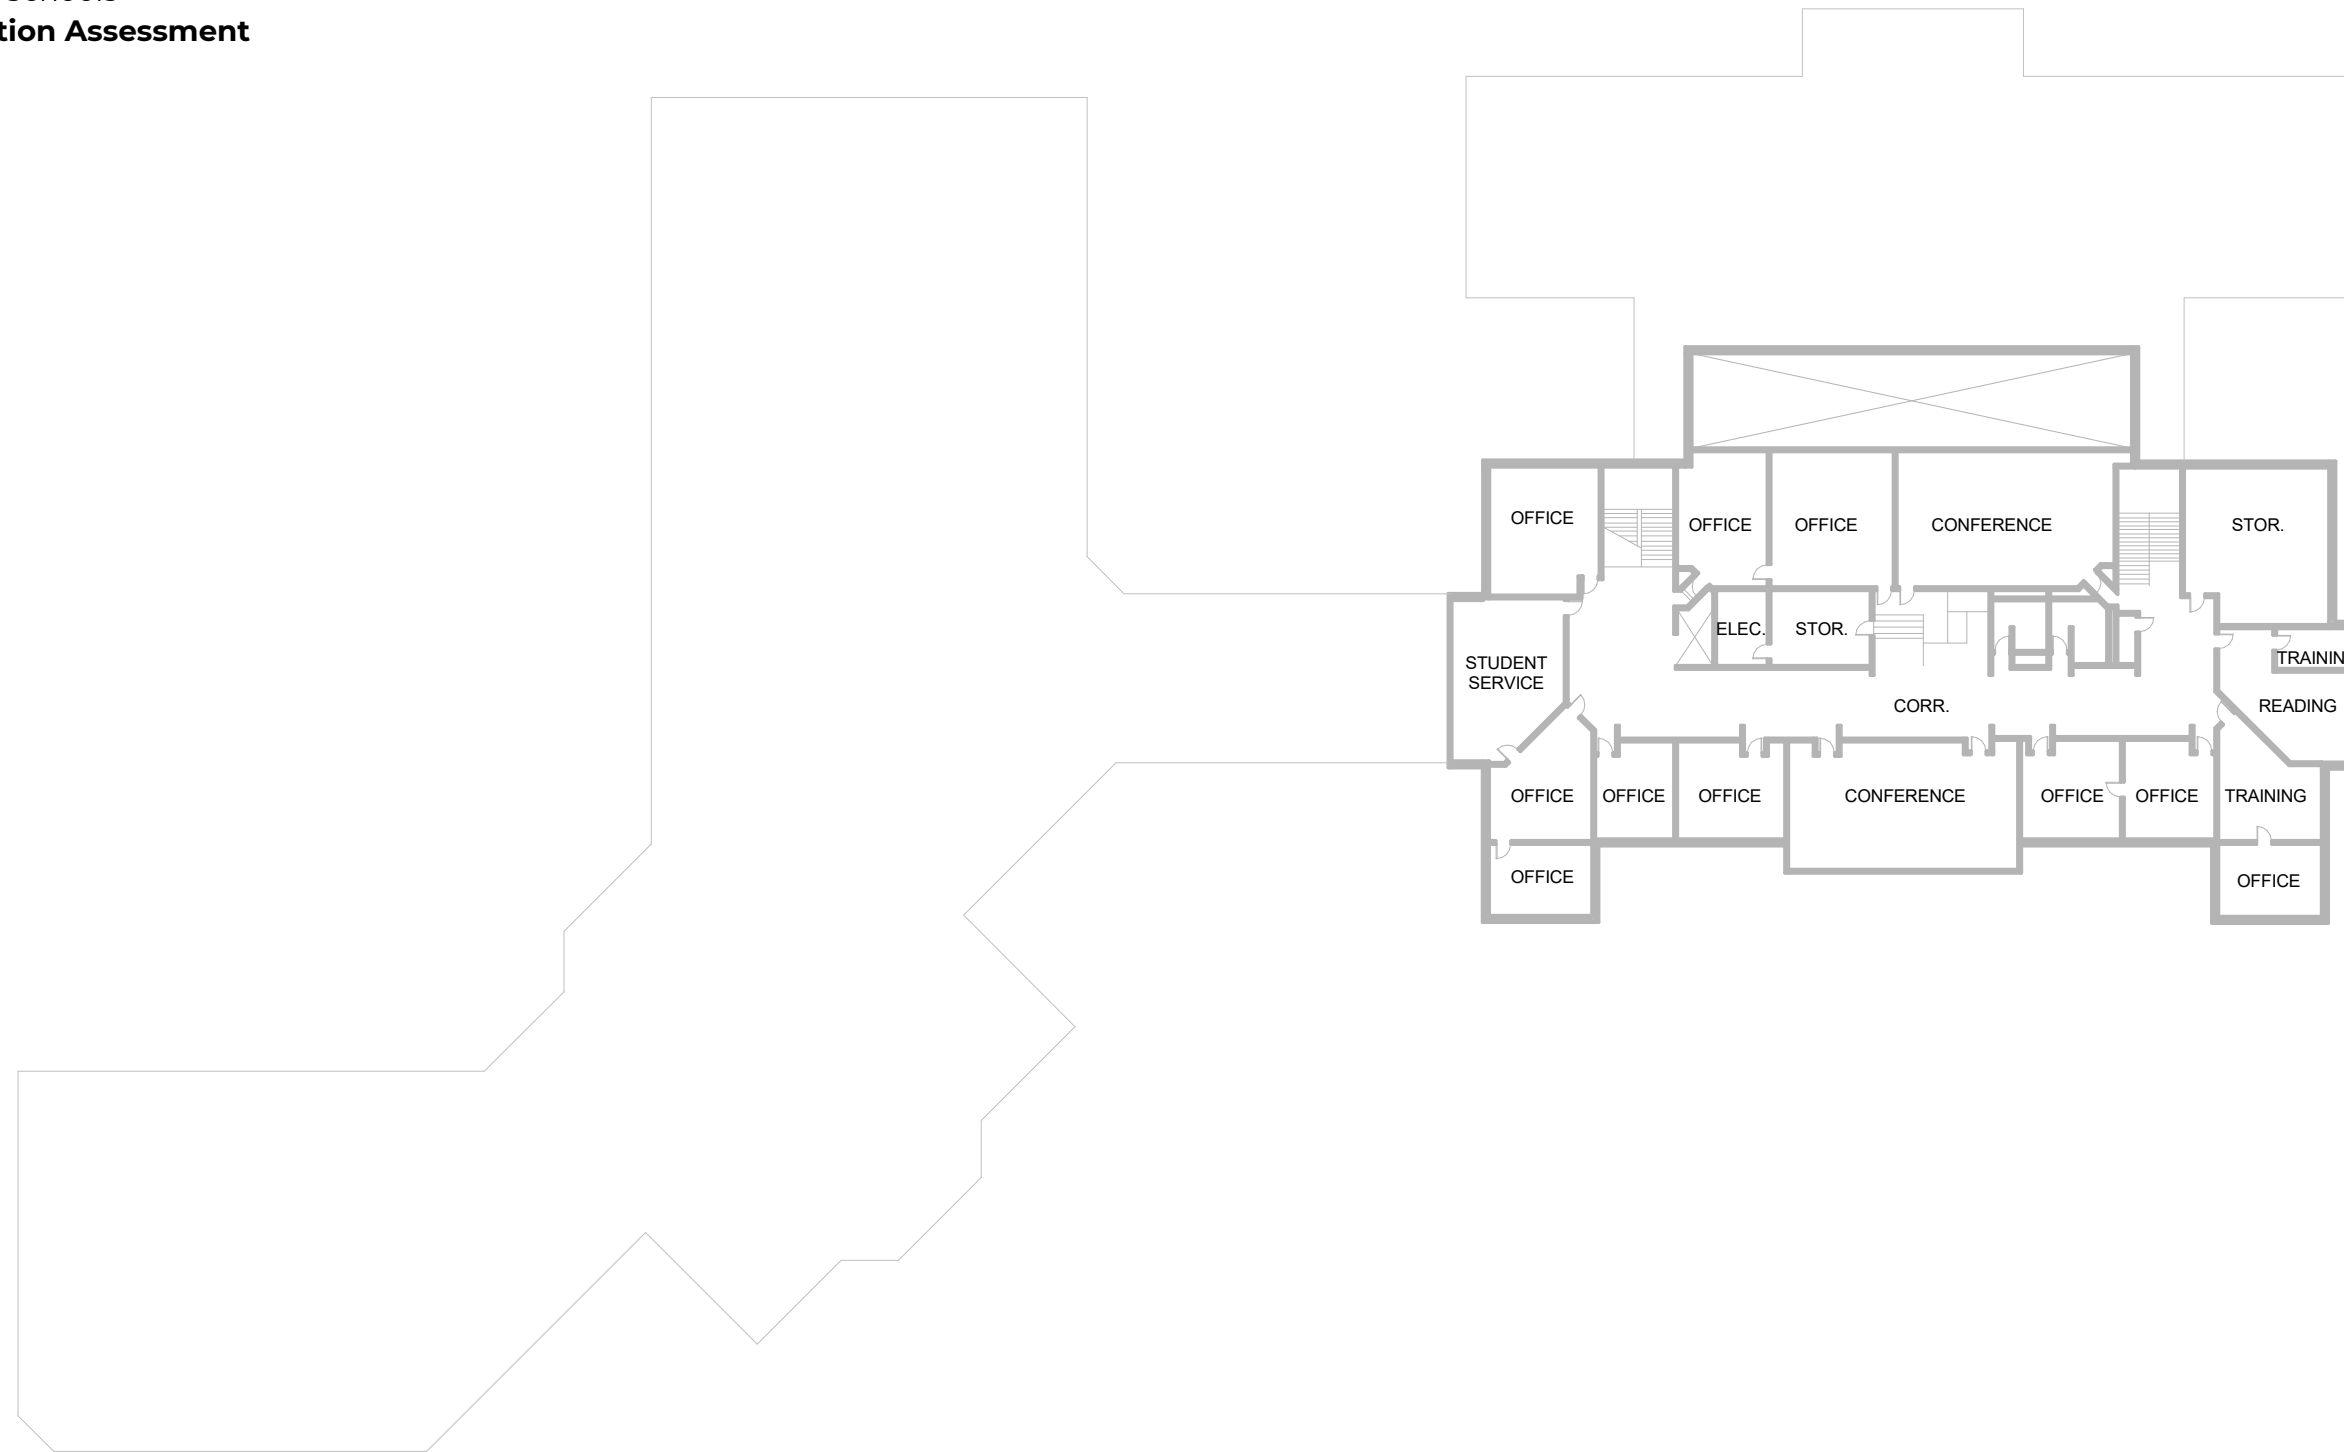 Schools
tion Assessment
OFFICE
OFFICE
OFFICE
CONFERENCE
STOR.
ELEC.
STOR.
STUDENT
SERVICE
TRAININ
CORR.
READING
OFFICE
OFFICE
OFFICE
CONFERENCE
OFFICE
OFFICE
TRAINING
OFFICE
OFFICE